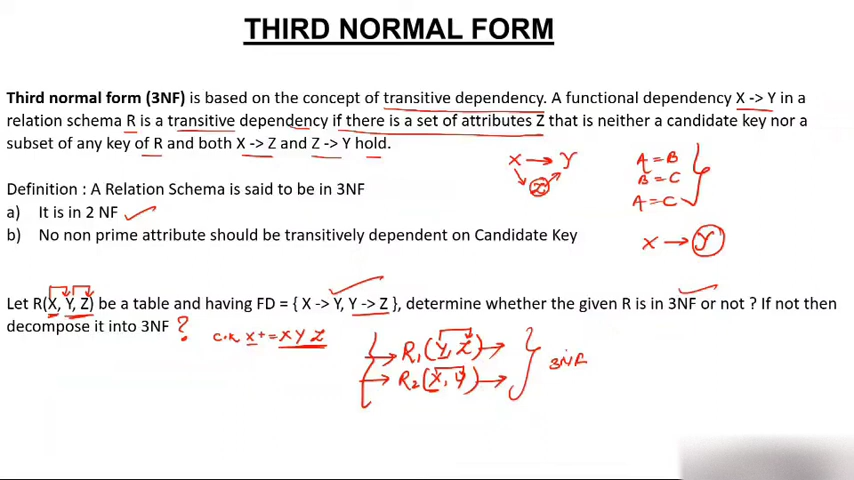 THIRD NORMAL FORM
Third normal form (3NF) is based on the concept of transitive dependency. A functional dependency X -> Y in a
relation schema R is a transitive dependency if there is a set of attributes Z that is neither a candidate key nor a
subset of any key of R and both X -> Z and Z -> Y hold.
X → Y
Z
A = B
B = C
A = C
Definition : A Relation Schema is said to be in 3NF
a) It is in 2 NF
b) No non prime attribute should be transitively dependent on Candidate Key
X → Y
Let R(X, Y, Z) be a table and having FD = { X -> Y, Y -> Z }, determine whether the given R is in 3NF or not ? If not then
decompose it into 3NF ?
C.K X+ = X Y Z
R1 (Y, Z)
R2 (X, Y)
3NF